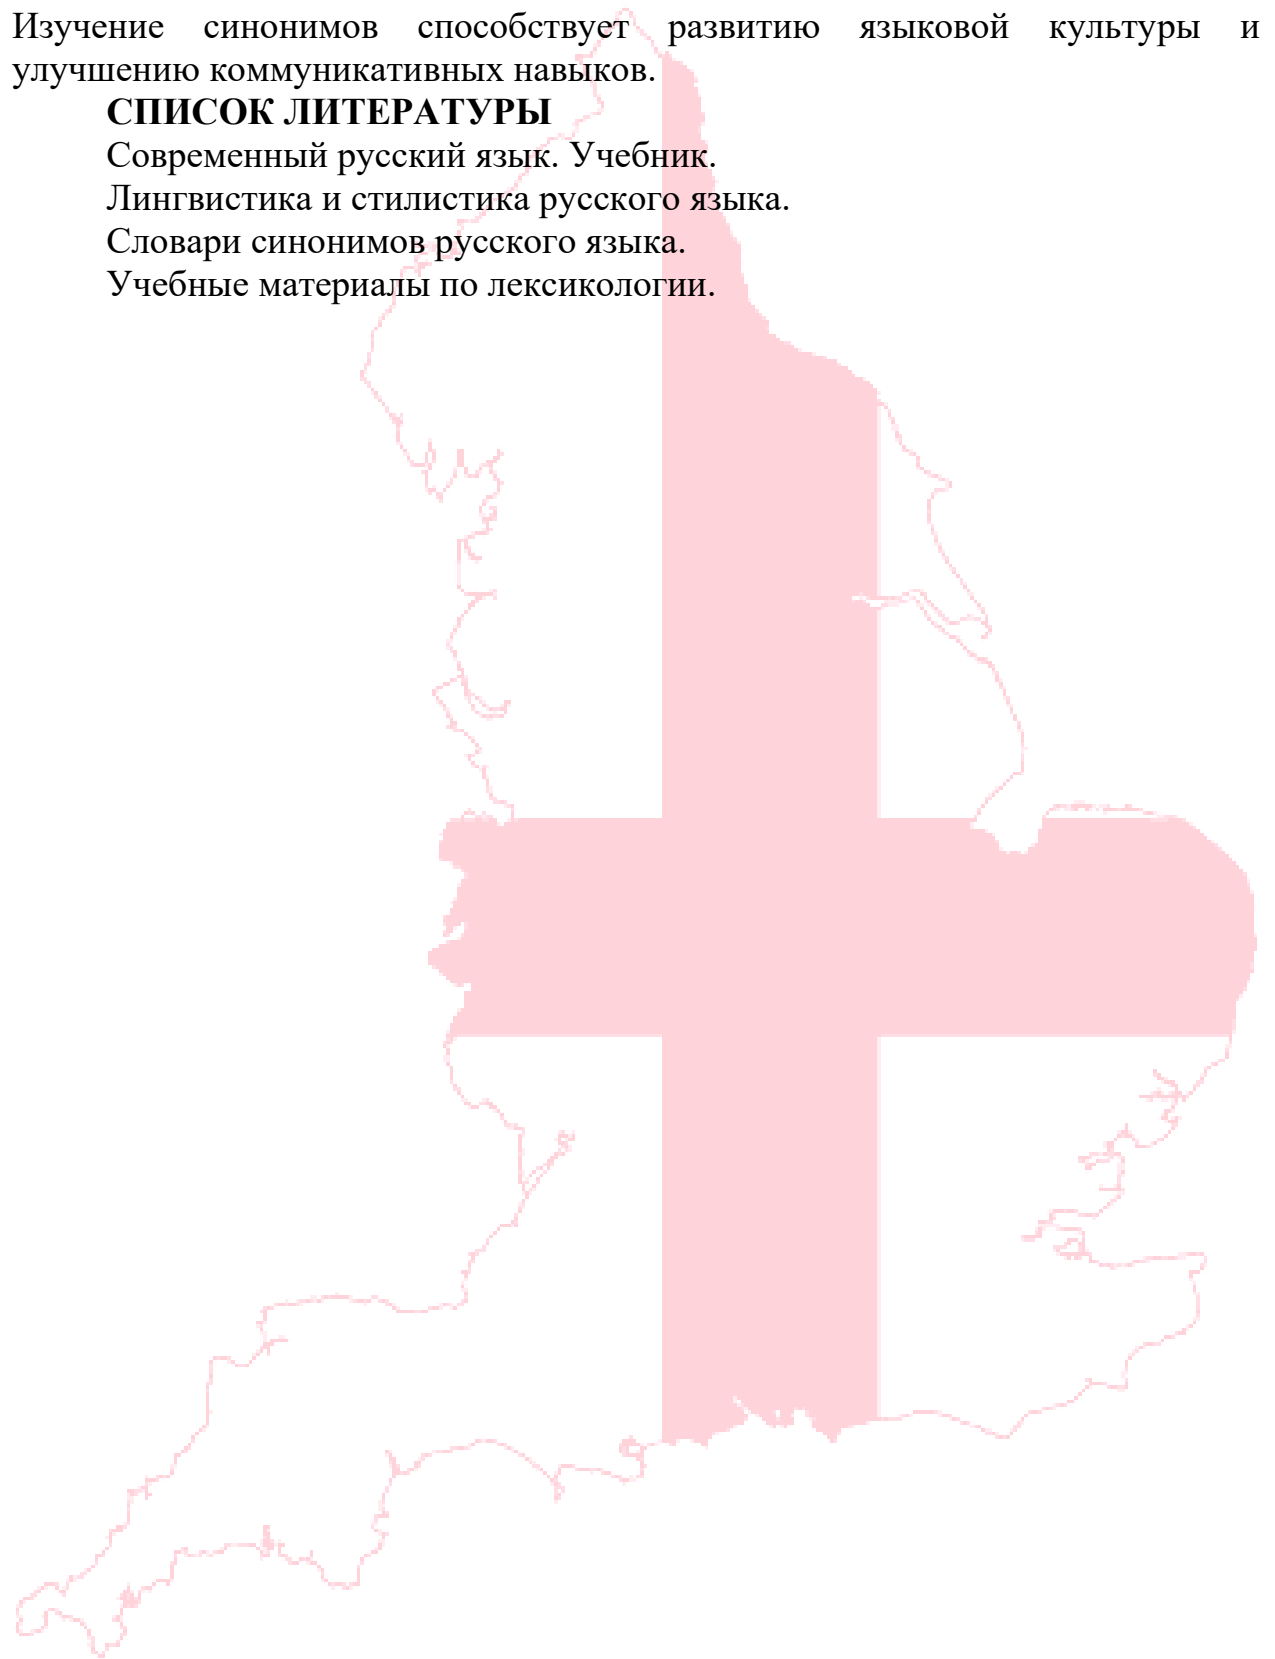 Изучение синонимов способствует развитию языковой культуры и
улучшению коммуникативных навыков.
СПИСОК ЛИТЕРАТУРЫ
Современный русский язык. Учебник.
Лингвистика и стилистика русского языка.
Словари синонимов русского языка.
Учебные материалы по лексикологии.